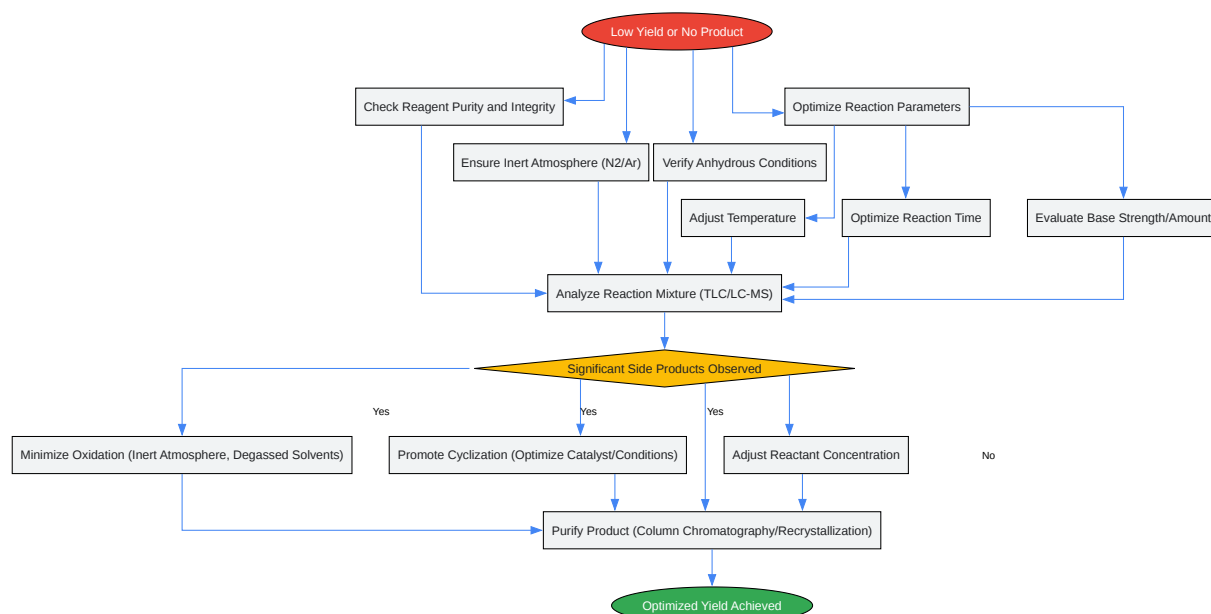 Low Yield or No Product
Check Reagent Purity and Integrity
Optimize Reaction Parameters
Ensure Inert Atmosphere (N2/Ar)
Verify Anhydrous Conditions
Adjust Temperature
Optimize Reaction Time
Evaluate Base Strength/Amount
Analyze Reaction Mixture (TLC/LC-MS)
Significant Side Products Observed
Yes
Yes
Yes
No
Minimize Oxidation (Inert Atmosphere, Degassed Solvents)
Promote Cyclization (Optimize Catalyst/Conditions)
Adjust Reactant Concentration
Purify Product (Column Chromatography/Recrystallization)
Optimized Yield Achieved